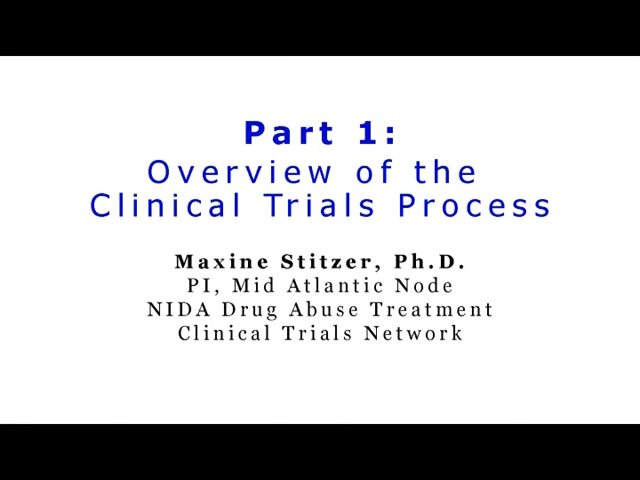 Part 1:
Overview of the
Clinical Trials Process
Maxine Stitzer, Ph.D.
PI, Mid Atlantic Node
NIDA Drug Abuse Treatment
Clinical Trials Network